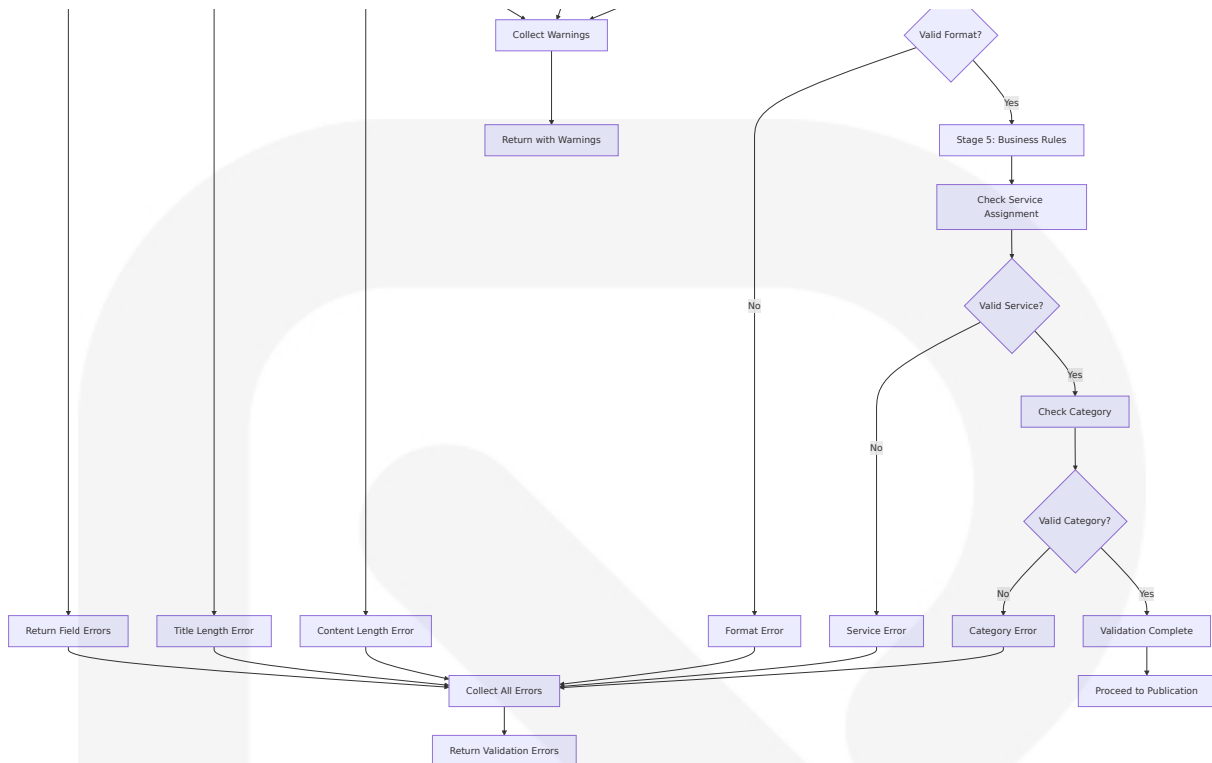 Collect Warnings
Valid Format?
Yes
Return with Warnings
Stage 5: Business Rules
Check Service
Assignment
No
Valid Service?
Yes
Check Category
No
Valid Category?
No
Yes
Return Field Errors
Title Length Error
Content Length Error
Format Error
Service Error
Category Error
Validation Complete
Collect All Errors
Proceed to Publication
Return Validation Errors